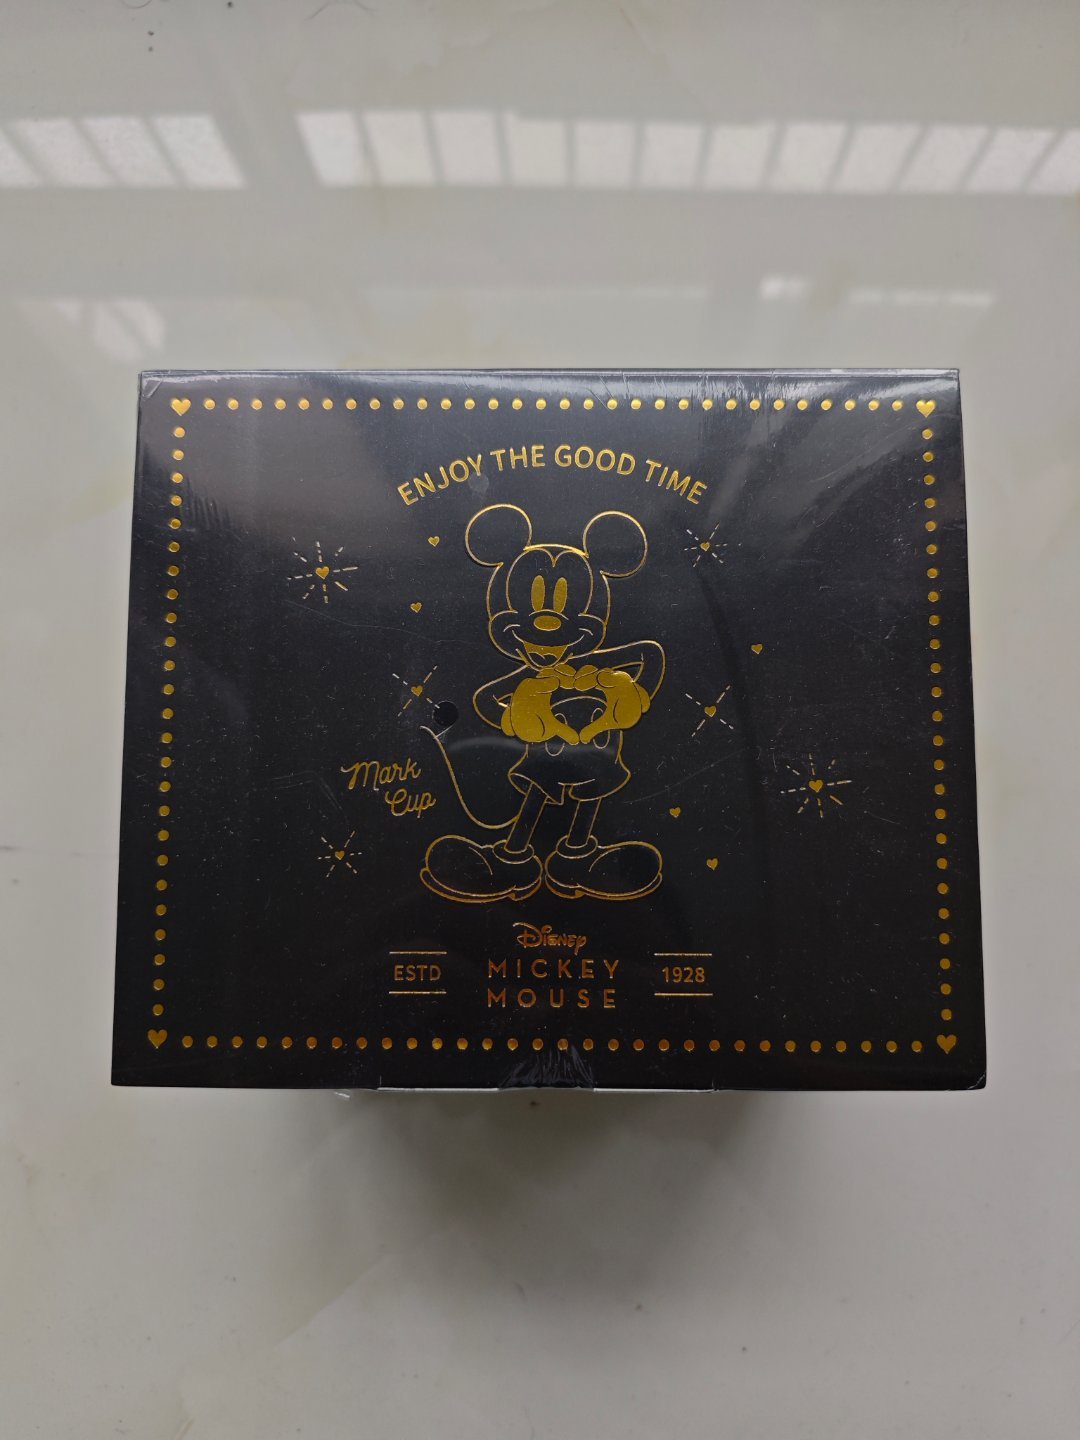 ENJOY THE GOOD TIME
Mark
Cup
Disney
ESTD MICKEY 1928
MOUSE